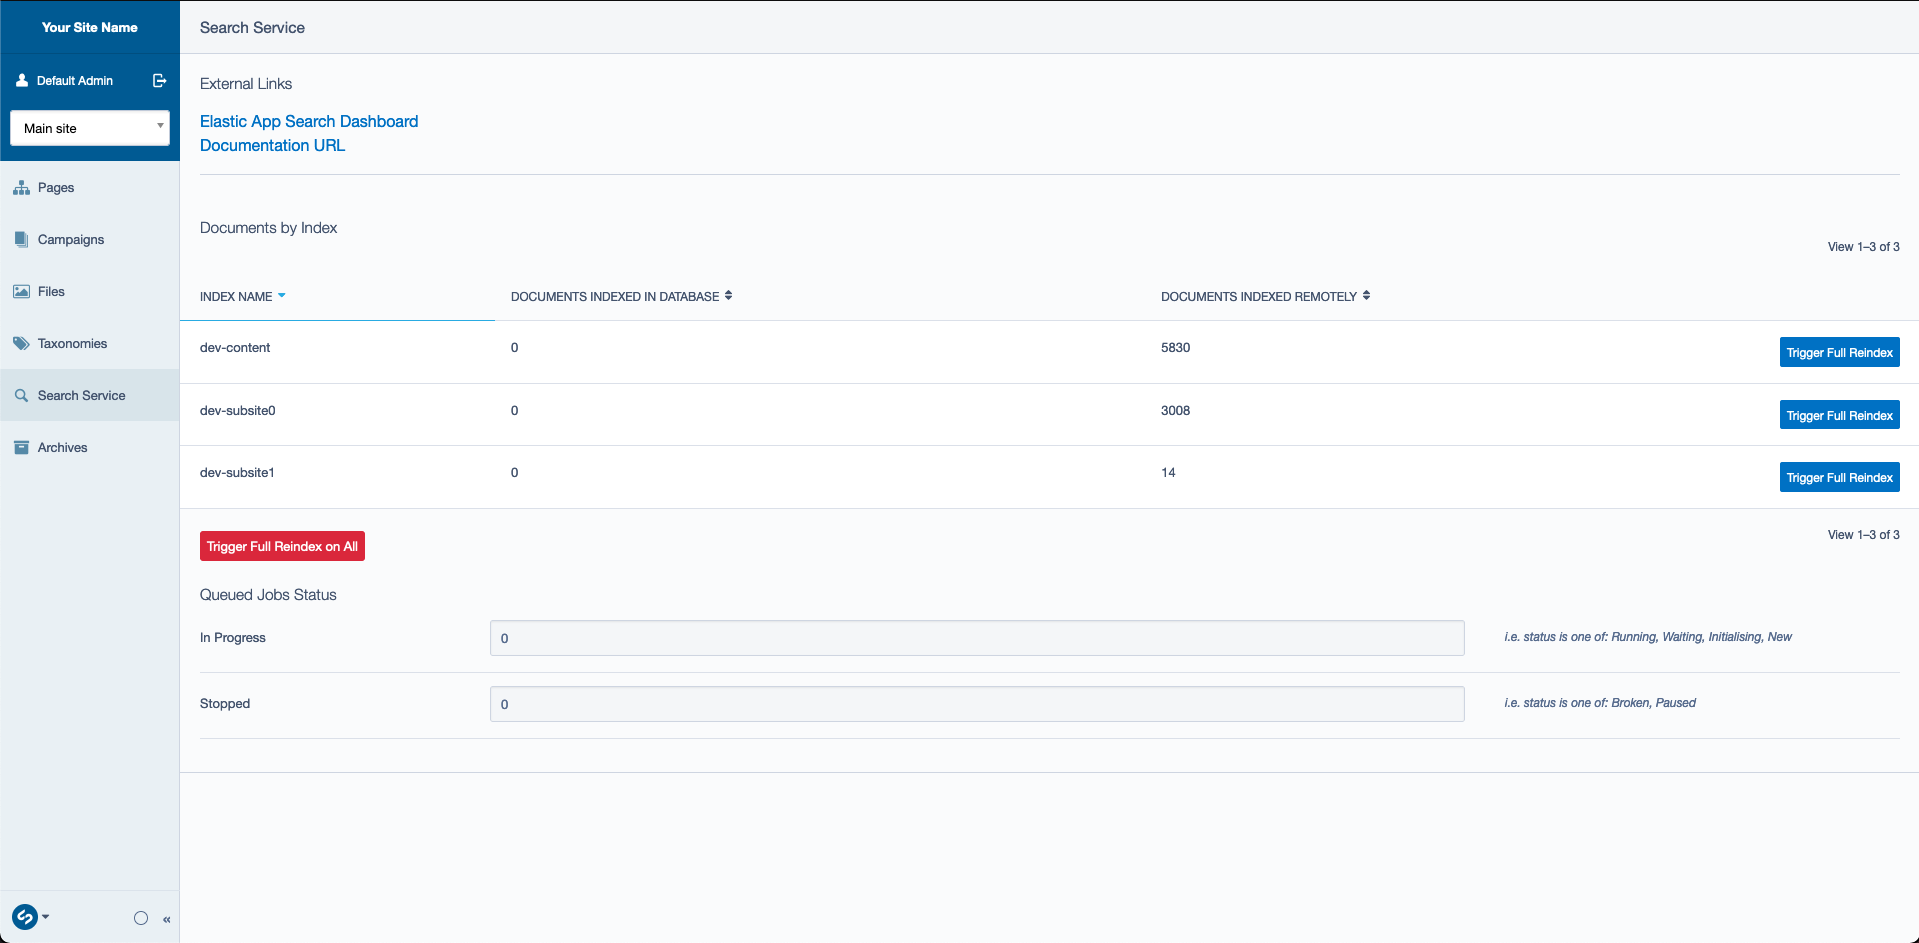 Your Site Name
Default Admin
Main site
Pages
Campaigns
Files
Taxonomies
Search Service
Archives
«
Search Service
External Links
Elastic App Search Dashboard
Documentation URL
Documents by Index
View 1–3 of 3
INDEX NAME DOCUMENTS INDEXED IN DATABASE DOCUMENTS INDEXED REMOTELY
dev-content 0 5830 Trigger Full Reindex
dev-subsite0 0 3008 Trigger Full Reindex
dev-subsite1 0 14 Trigger Full Reindex
Trigger Full Reindex on All
View 1–3 of 3
Queued Jobs Status
In Progress 0 i.e. status is one of: Running, Waiting, Initialising, New
Stopped 0 i.e. status is one of: Broken, Paused